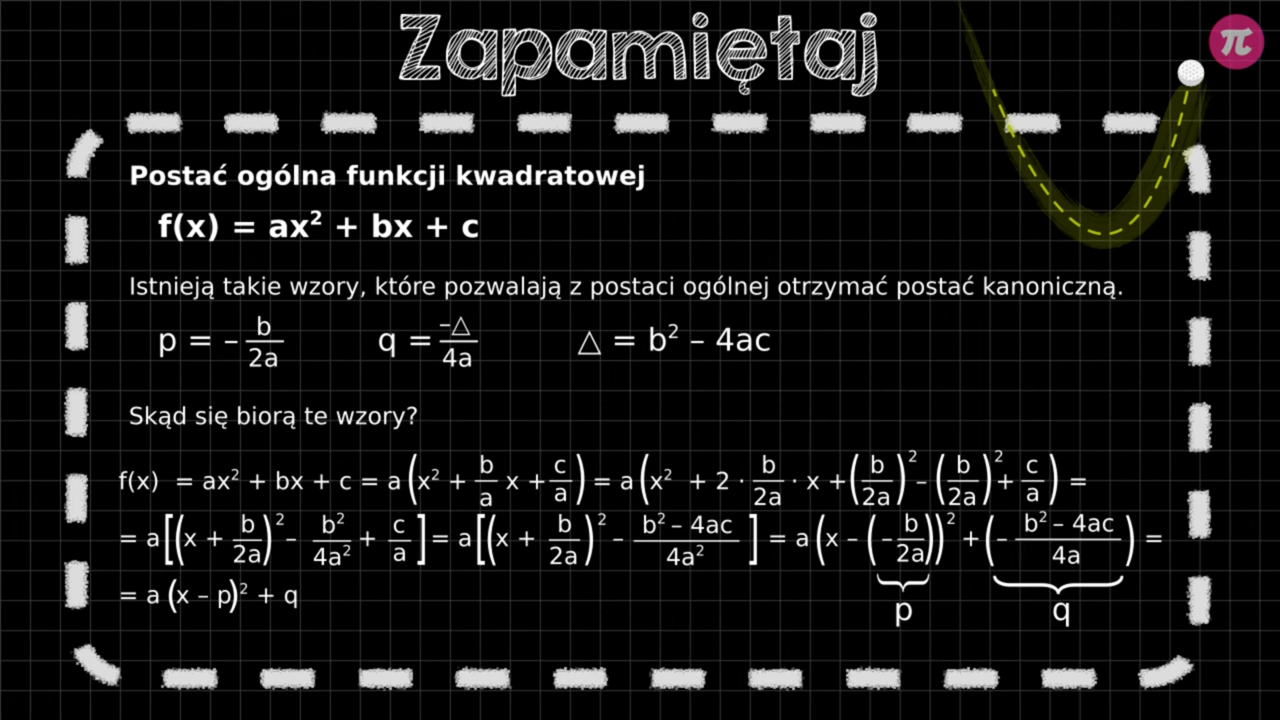 Zapamiętaj
π
Postać ogólna funkcji kwadratowej
f(x) = ax² + bx + c
Istnieją takie wzory, które pozwalają z postaci ogólnej otrzymać postać kanoniczną.
p = – b/2a   q = –△/4a   △ = b² – 4ac
Skąd się biorą te wzory?
f(x) = ax² + bx + c = a(x² + b/a x + c/a) = a(x² + 2 · b/2a · x + (b/2a)² – (b/2a)² + c/a) =
= a[(x + b/2a)² – b²/4a² + c/a] = a[(x + b/2a)² – b² – 4ac/4a²] = a(x – (– b/2a))² + (– b² – 4ac/4a) =
p   q
= a(x – p)² + q